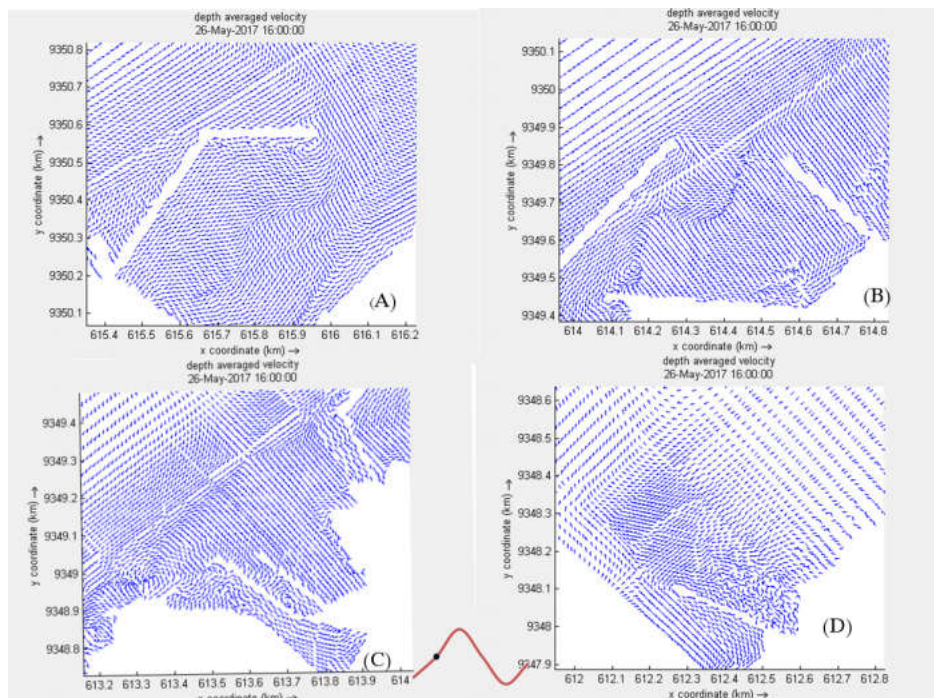 depth averaged velocity
26-May-2017 16:00:00
9350.8
9350.7
9350.6
9350.5
9350.4
9350.3
9350.2
9350.1
y coordinate (km) →
615.4 615.5 615.6 615.7 615.8 615.9 616 616.1 616.2
x coordinate (km) →
(A)
depth averaged velocity
26-May-2017 16:00:00
9350.1
9350
9349.9
9349.8
9349.7
9349.6
9349.5
9349.4
y coordinate (km) →
614 614.1 614.2 614.3 614.4 614.5 614.6 614.7 614.8
x coordinate (km) →
(B)
depth averaged velocity
26-May-2017 16:00:00
9349.4
9349.3
9349.2
9349.1
9349
9348.9
9348.8
y coordinate (km) →
613.2 613.3 613.4 613.5 613.6 613.7 613.8 613.9 614
x coordinate (km) →
(C)
depth averaged velocity
26-May-2017 16:00:00
9348.6
9348.5
9348.4
9348.3
9348.2
9348.1
9348
9347.9
y coordinate (km) →
612 612.1 612.2 612.3 612.4 612.5 612.6 612.7 612.8
x coordinate (km) →
(D)